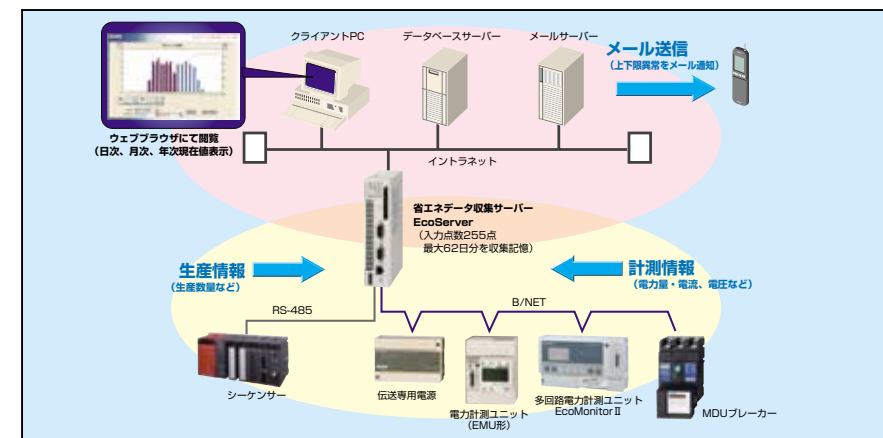 クライアントPC
データベースサーバー
メールサーバー
メール送信
（上下限異常をメール通知）
ウェブブラウザにて閲覧
（日次、月次、年次現在値表示）
イントラネット
省エネデータ収集サーバー
EcoServer
（入力点数255点
最大62日分を収集記憶）
生産情報
（生産数量など）
計測情報
（電力量・電流、電圧など）
RS-485
B/NET
シーケンサー
伝送専用電源
電力計測ユニット
（EMU形）
多回路電力計測ユニット
EcoMonitorⅡ
MDUブレーカー